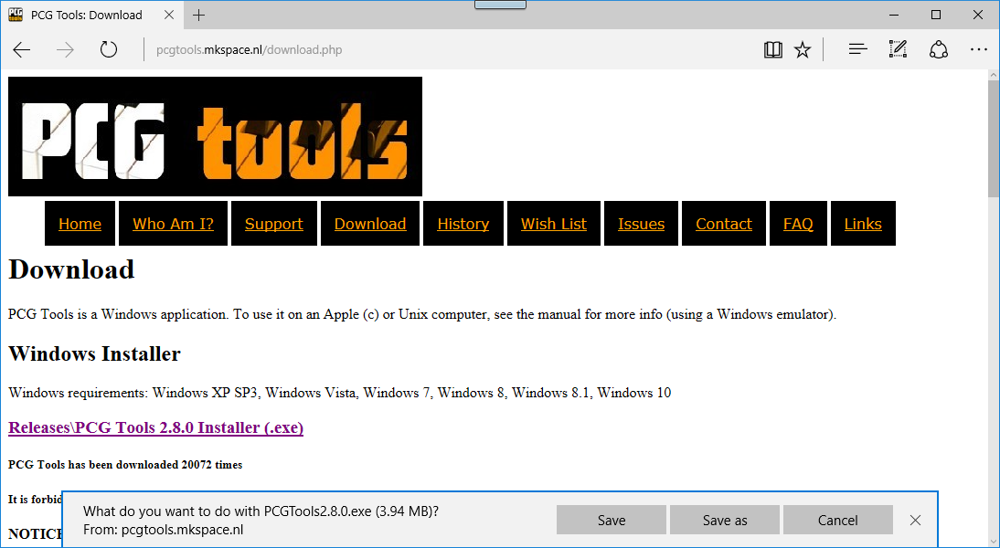 PCG Tools: Download
pcgtools.mkspace.nl/download.php
PCG tools
Home Who Am I? Support Download History Wish List Issues Contact FAQ Links
Download
PCG Tools is a Windows application. To use it on an Apple (c) or Unix computer, see the manual for more info (using a Windows emulator).
Windows Installer
Windows requirements: Windows XP SP3, Windows Vista, Windows 7, Windows 8, Windows 8.1, Windows 10
Releases\PCG Tools 2.8.0 Installer (.exe)
PCG Tools has been downloaded 20072 times
It is forbid
NOTICE
What do you want to do with PCGTools2.8.0.exe (3.94 MB)?
From: pcgtools.mkspace.nl
Save Save as Cancel